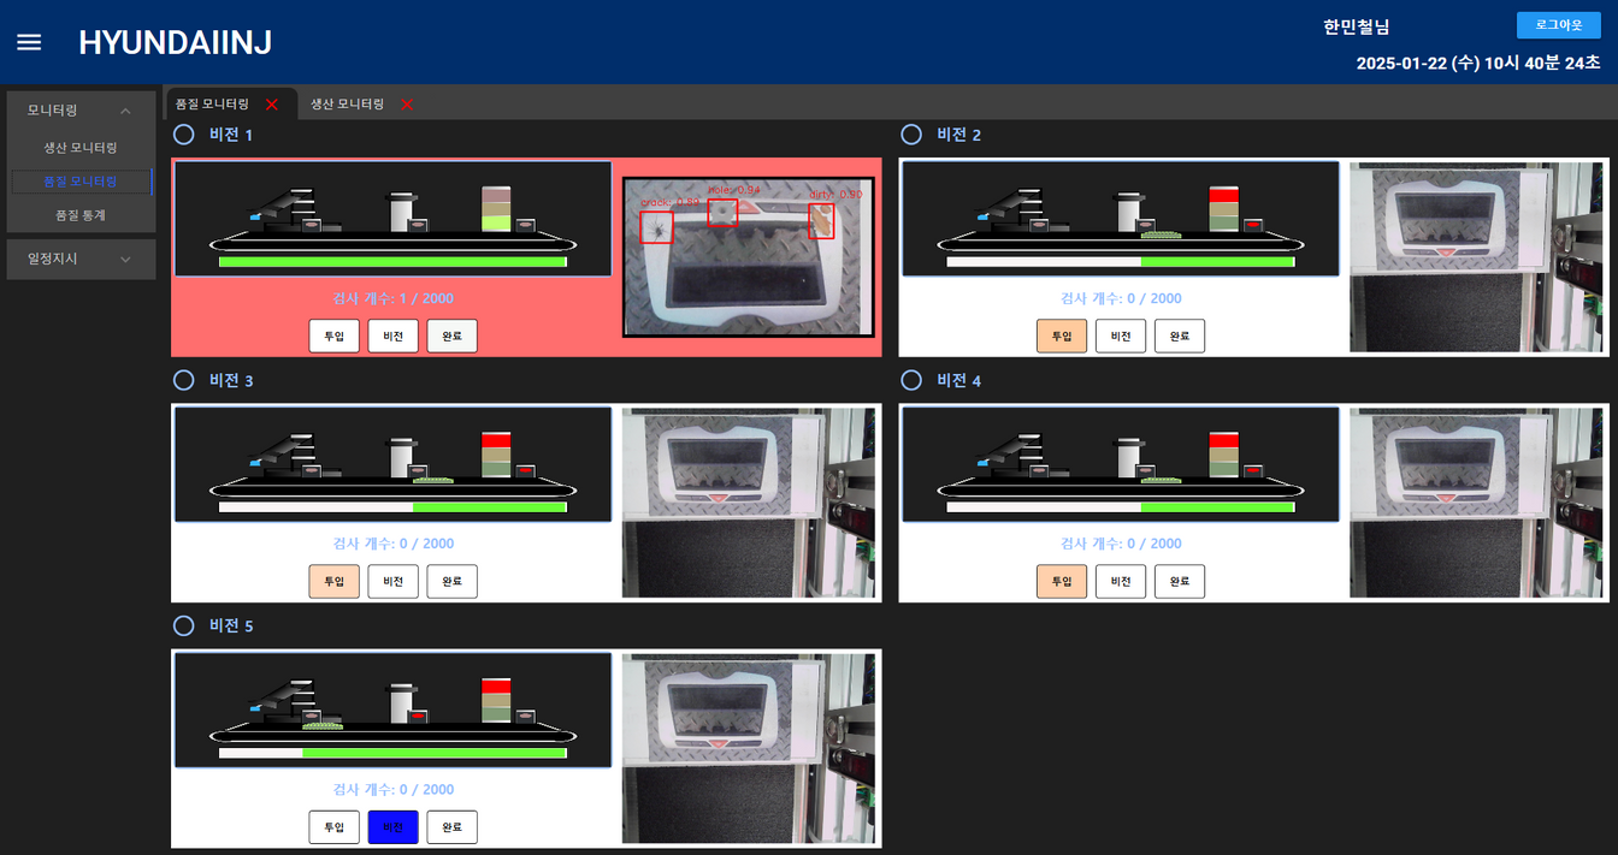 HYUNDAIINJ
한민철님
로그아웃
2025-01-22 (수) 10시 40분 24초
모니터링
생산 모니터링
품질 모니터링
품질 통계
일정지시
품질 모니터링
생산 모니터링
비전 1
crack: 0.89
hole: 0.94
dirty: 0.90
검사 개수: 1 / 2000
투입
비전
완료
비전 2
검사 개수: 0 / 2000
투입
비전
완료
비전 3
검사 개수: 0 / 2000
투입
비전
완료
비전 4
검사 개수: 0 / 2000
투입
비전
완료
비전 5
검사 개수: 0 / 2000
투입
비전
완료